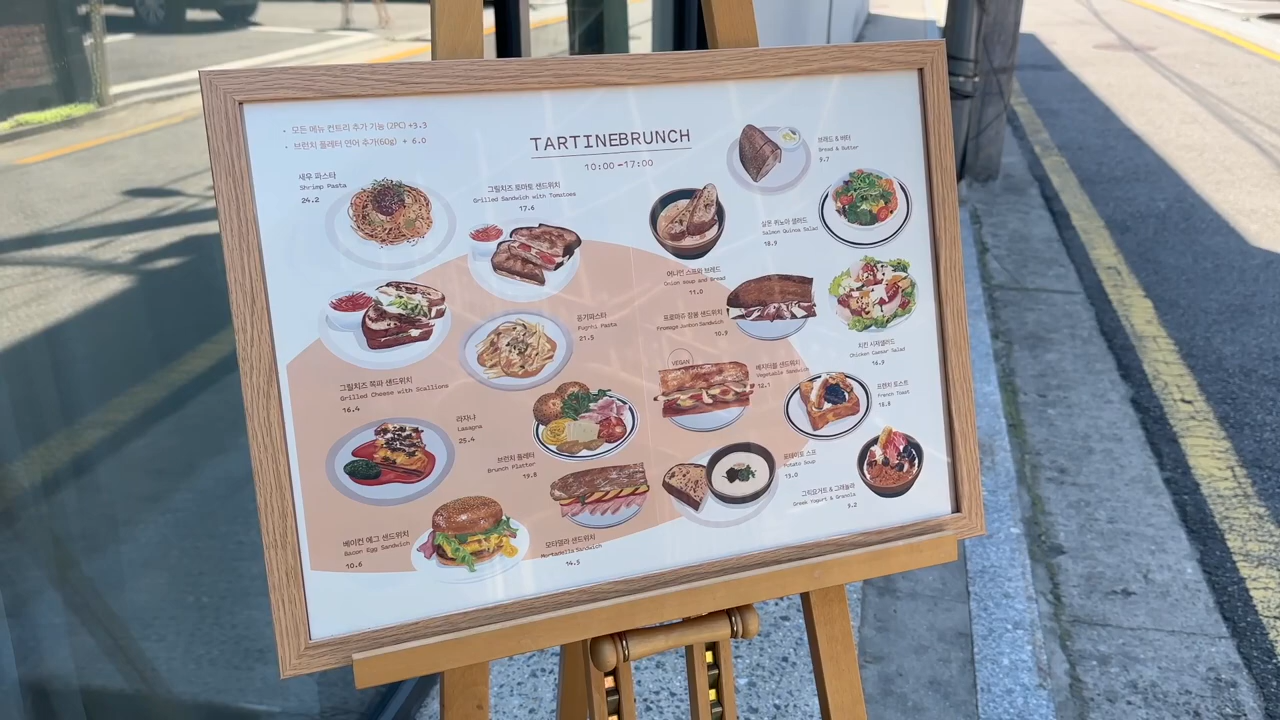 • 모든 메뉴 컨트리 추가 가능 (2PC) +3.3
• 브런치 플레터 연어 추가(60g) + 6.0
TARTINEBRUNCH
10:00-17:00
새우 파스타
Shrimp Pasta
24.2
그릴치즈 토마토 샌드위치
Grilled Sandwich with Tomatoes
17.6
브레드 & 버터
Bread & Butter
9.7
살몬 퀴노아 샐러드
Salmon Quinoa Salad
18.9
어니언 스프와 브레드
Onion soup and Bread
11.0
풍기파스타
Fughi Pasta
21.5
프로마쥬 잠봉 샌드위치
Fromage Jambon Sandwich
10.9
치킨 시저샐러드
Chicken Caesar Salad
16.9
그릴치즈 쪽파 샌드위치
Grilled Cheese with Scallions
16.4
VEGAN
베지터블 샌드위치
Vegetable Sandwich
12.1
프렌치 토스트
French Toast
18.8
라자냐
Lasagna
25.4
브런치 플레터
Brunch Platter
19.8
포테이토 스프
Potato Soup
13.0
그릭요거트 & 그래놀라
Greek Yogurt & Granola
9.2
베이컨 에그 샌드위치
Bacon Egg Sandwich
10.6
모타델라 샌드위치
Mortadella Sandwich
14.5